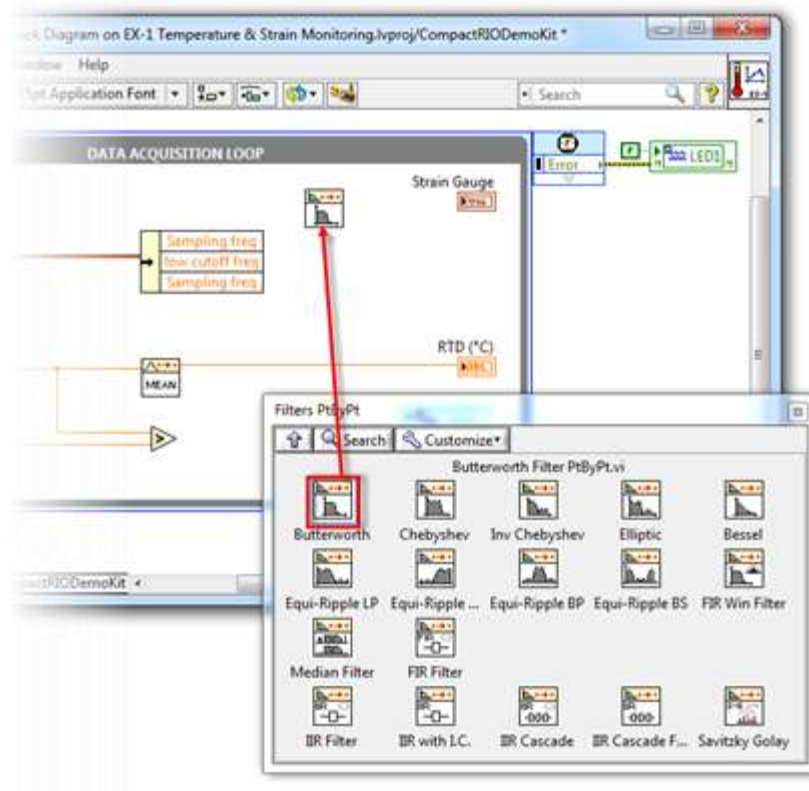 ck Diagram on EX-1 Temperature & Strain Monitoring.lvproj/CompactRIODemoKit *
Help
Application Font
Search
DATA ACQUISITION LOOP
Error
LED1
Strain Gauge
Sampling freq
low cutoff freq
Sampling freq
RTD (°C)
MEAN
>
Filters PtByPt
Search Customize
Butterworth Filter PtByPt.vi
Butterworth Chebyshev Inv Chebyshev Elliptic Bessel
Equi-Ripple LP Equi-Ripple ... Equi-Ripple BP Equi-Ripple BS FIR Win Filter
Median Filter FIR Filter
IIR Filter IIR with I.C. IIR Cascade IIR Cascade F... Savitzky Golay
pactRIODemoKit